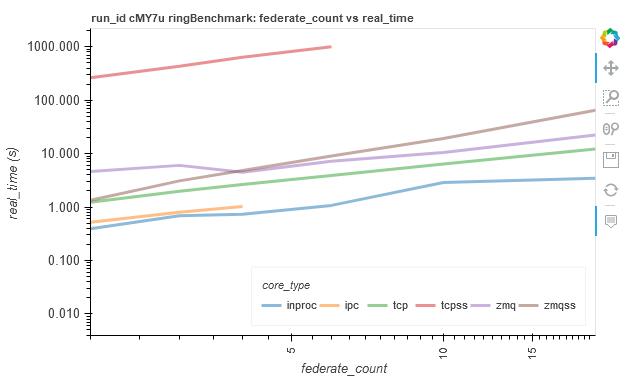 run_id cMY7u ringBenchmark: federate_count vs real_time
1000.000
100.000
10.000
1.000
0.100
0.010
real_time (s)
core_type
inproc ipc tcp tcpss zmq zmqss
5 10 15
federate_count